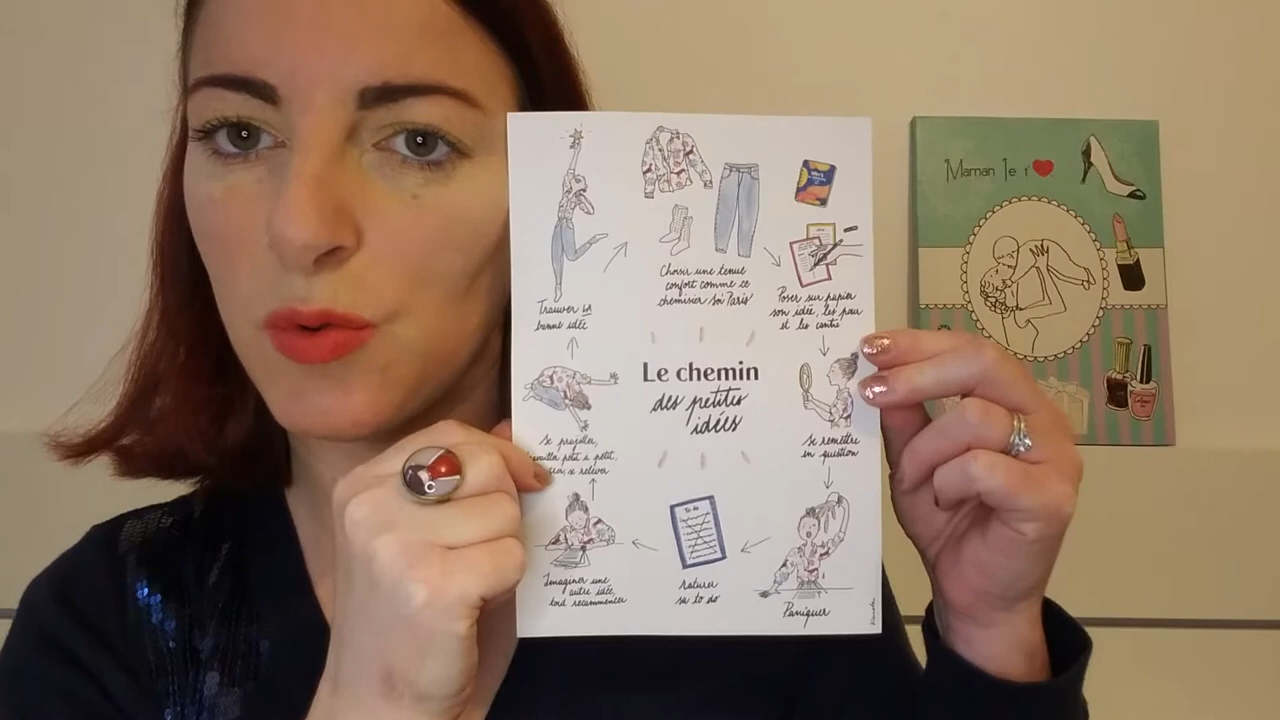 Trouver LA
bonne idée
Choisir une tenue
confort comme ce
chemisier Soi Paris
Poser sur papier
son idée, les pour
et les contre
Se remettre
en question
Paniquer
raturer
sa to do
To do
Imaginer une
autre idée,
tout recommencer
Se projeter,
petit à petit,
se relever
Le chemin
des petites
idées
Maman Je t'